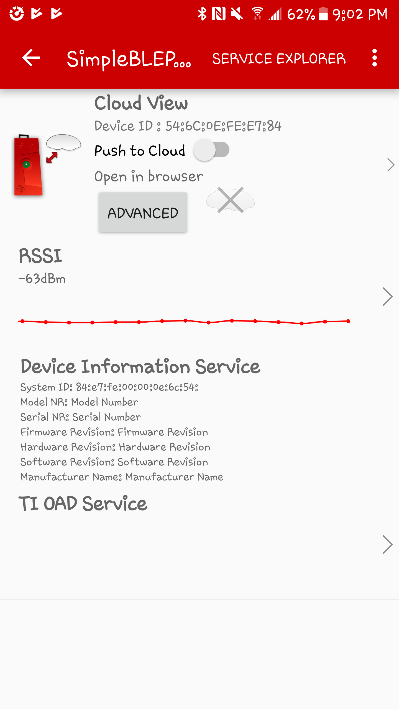 62% 9:02 PM
SimpleBLEP... SERVICE EXPLORER
Cloud View
Device ID : 54:6C:0E:FE:E7:84
Push to Cloud
Open in browser
ADVANCED
RSSI
-63dBm
Device Information Service
System ID: 84:e7:fe:00:00:0e:6c:54:
Model NR: Model Number
Serial NR: Serial Number
Firmware Revision: Firmware Revision
Hardware Revision: Hardware Revision
Software Revision: Software Revision
Manufacturer Name: Manufacturer Name
TI OAD Service